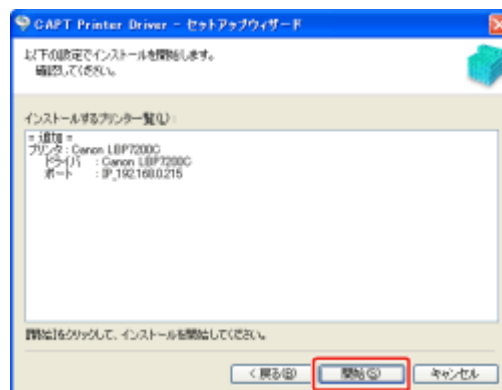 CAPT Printer Driver - セットアップウィザード
以下の設定でインストールを開始します。
確認してください。
インストールするプリンター覧(L):
= 追加 =
プリンタ : Canon LBP7200C
ドライバ : Canon LBP7200C
ポート : IP_192.168.0.215
[開始]をクリックして、インストールを開始してください。
< 戻る(B) 開始(S) キャンセル